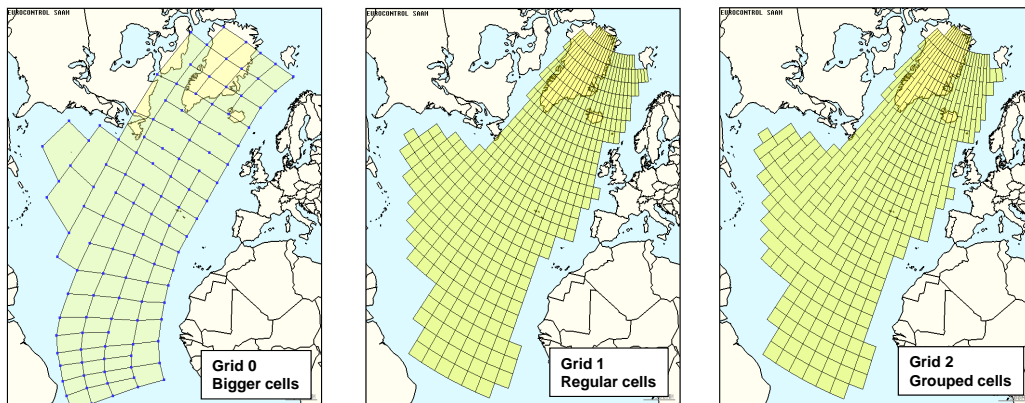 EUROCONTROL SAAM
Grid 0
Bigger cells
EUROCONTROL SAAM
Grid 1
Regular cells
EUROCONTROL SAAM
Grid 2
Grouped cells